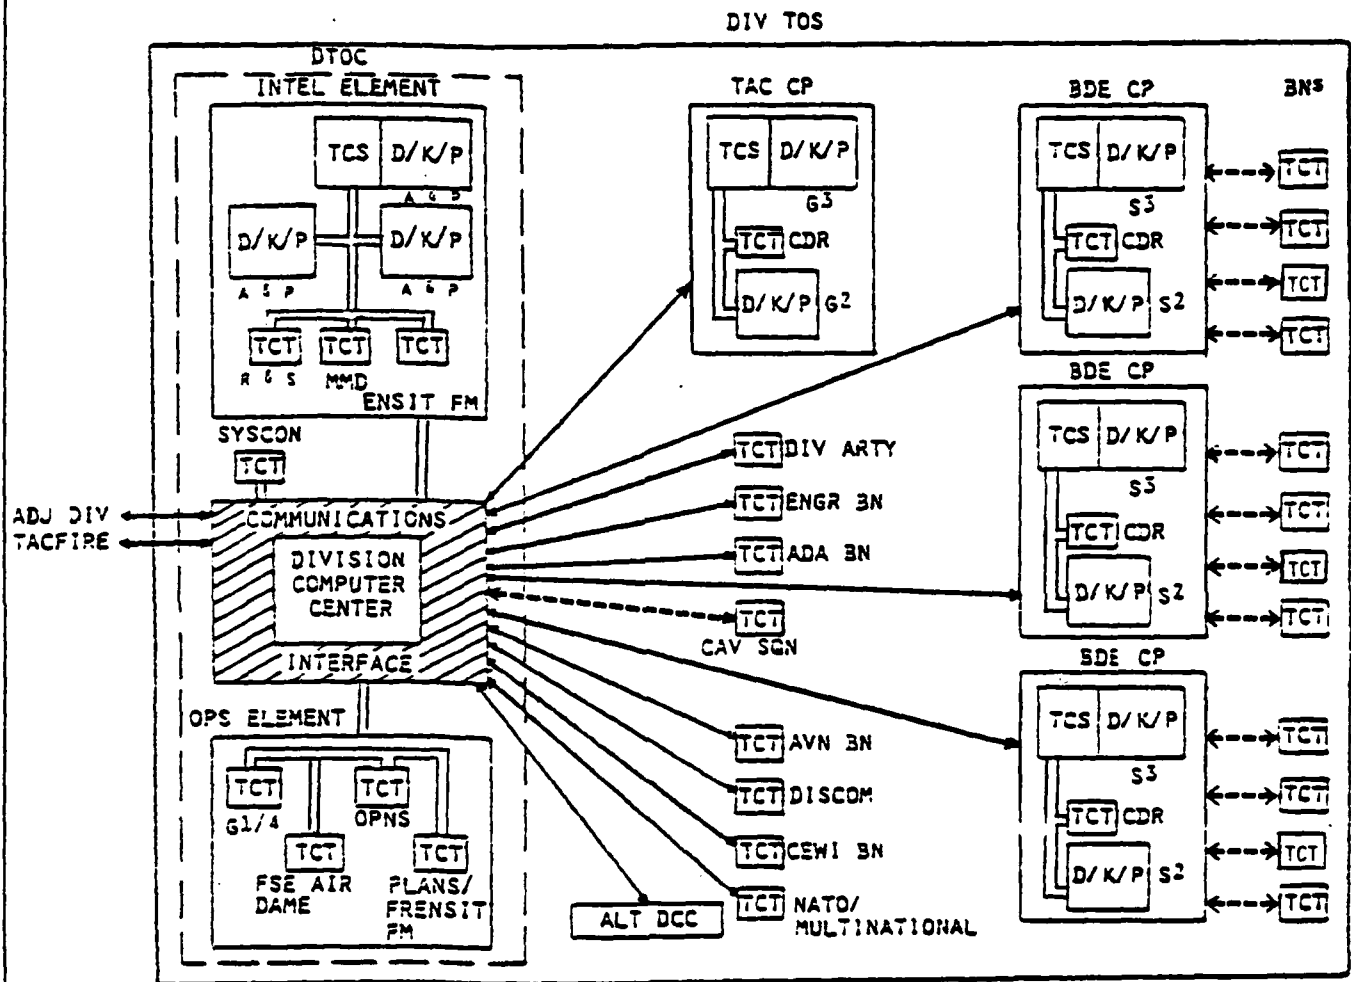 DIV TOS
DTOC
INTEL ELEMENT
TCS D/K/P
A & P
D/K/P D/K/P
A & P A & P
TCT TCT TCT
R & S MMD
ENSIT FM
SYSCON
TCT
ADJ DIV
TACFIRE
COMMUNICATIONS
DIVISION
COMPUTER
CENTER
INTERFACE
OPS ELEMENT
TCT TCT
G1/4 OPNS
TCT TCT
FSE AIR
DAME
PLANS/
FRENSIT
FM
TAC CP
TCS D/K/P
G3
TCT CDR
D/K/P G2
TCT DIV ARTY
TCT ENGR BN
TCT ADA BN
TCT
CAV SQN
TCT AVN BN
TCT DISCOM
TCT CEWI BN
TCT NATO/
MULTINATIONAL
ALT DCC
BDE CP
TCS D/K/P
S3
TCT CDR
D/K/P S2
BDE CP
TCS D/K/P
S3
TCT CDR
D/K/P S2
BDE CP
TCS D/K/P
S3
TCT CDR
D/K/P S2
BNS
TCT
TCT
TCT
TCT
TCT
TCT
TCT
TCT
TCT
TCT
TCT
TCT